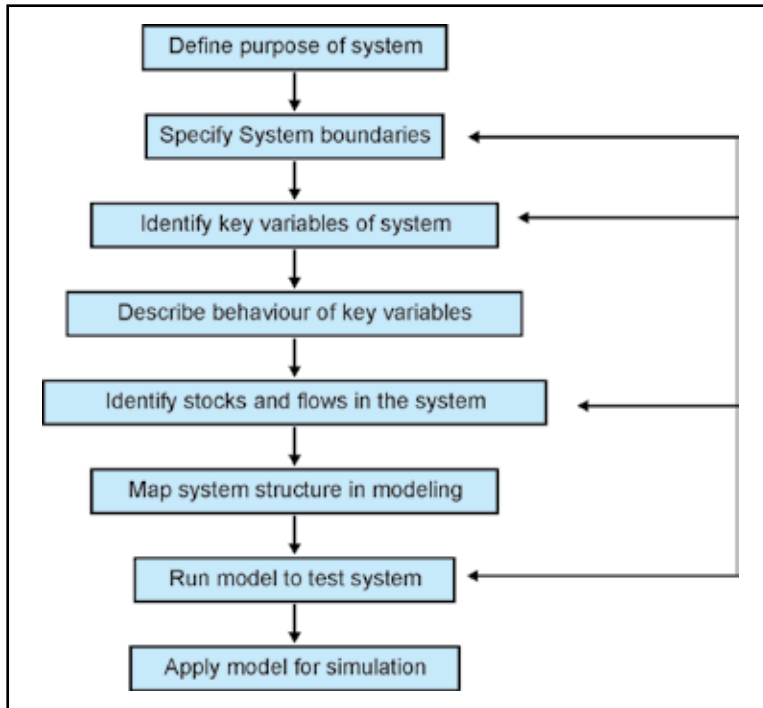 Define purpose of system
Specify System boundaries
Identify key variables of system
Describe behaviour of key variables
Identify stocks and flows in the system
Map system structure in modeling
Run model to test system
Apply model for simulation